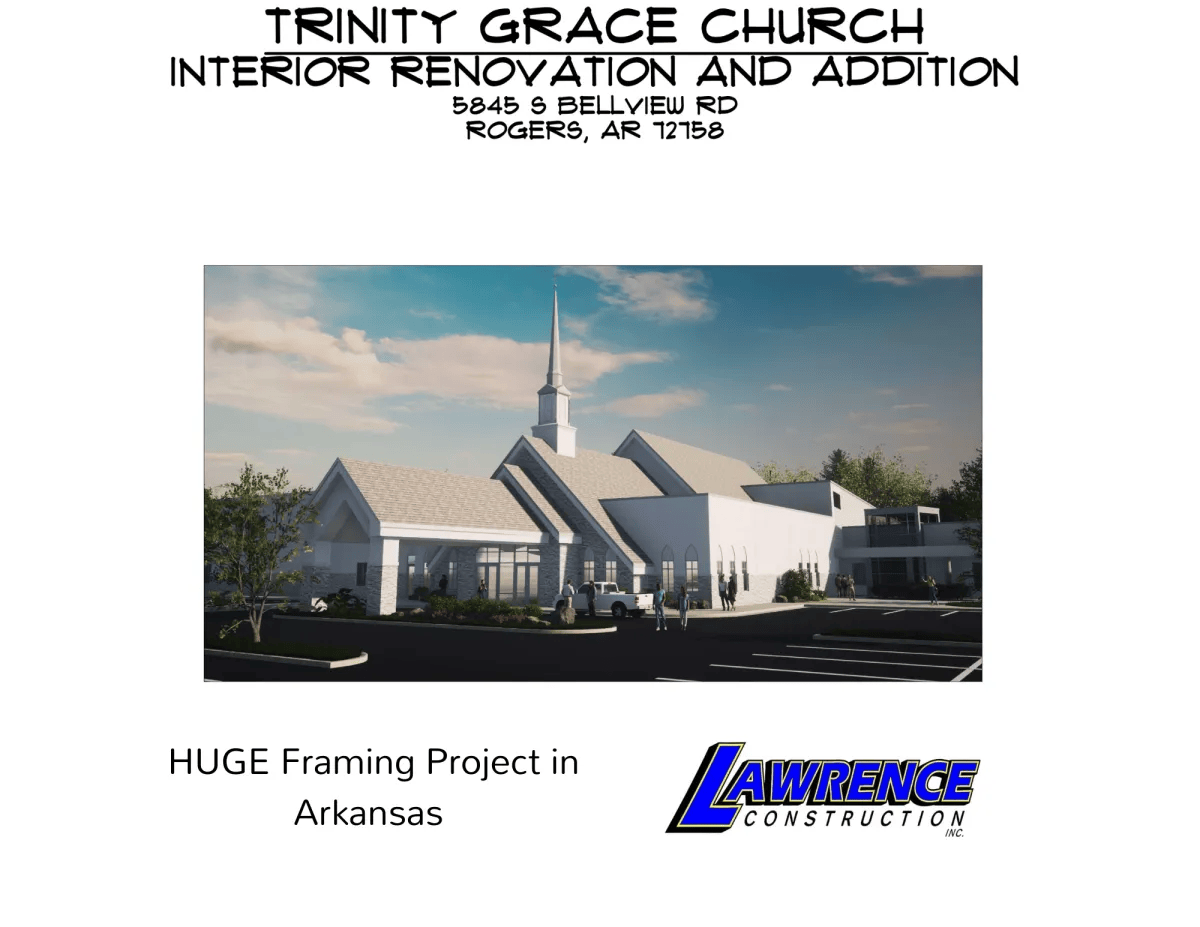 TRINITY GRACE CHURCH
INTERIOR RENOVATION AND ADDITION
5845 S BELLVIEW RD
ROGERS, AR 72758
HUGE Framing Project in
Arkansas
LAWRENCE
CONSTRUCTION
INC.